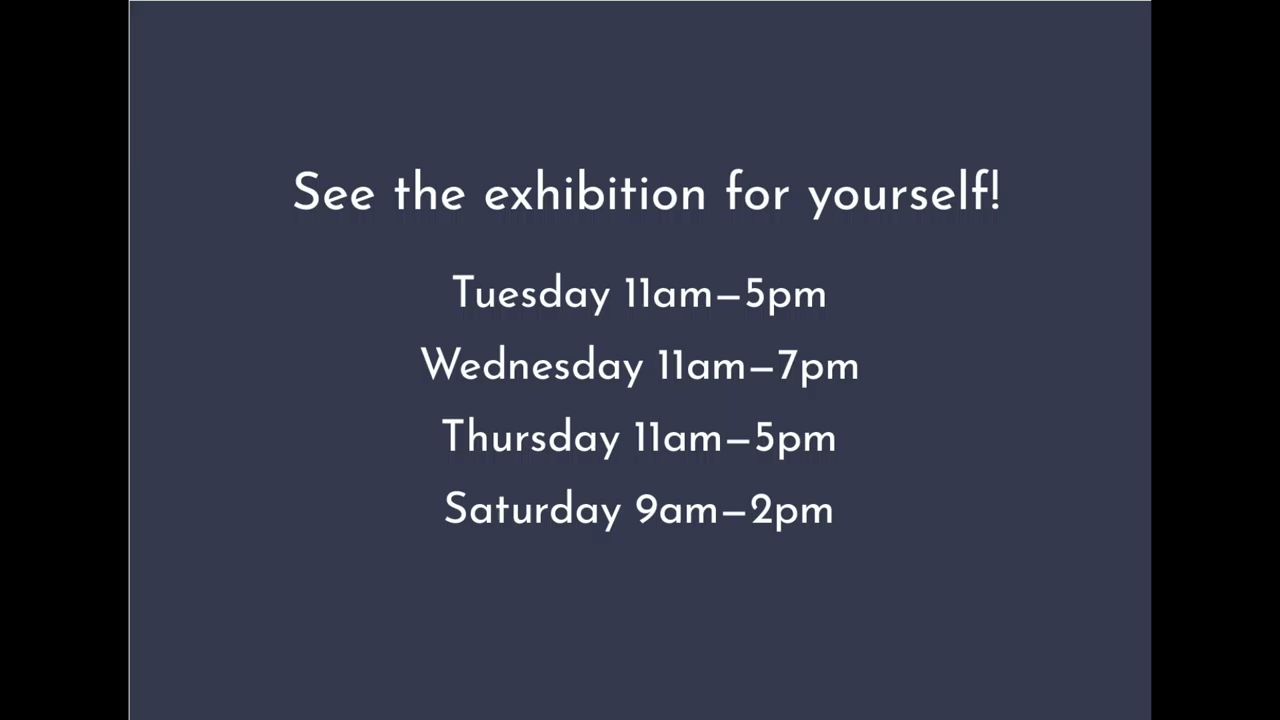 See the exhibition for yourself!
Tuesday 11am–5pm
Wednesday 11am–7pm
Thursday 11am–5pm
Saturday 9am–2pm